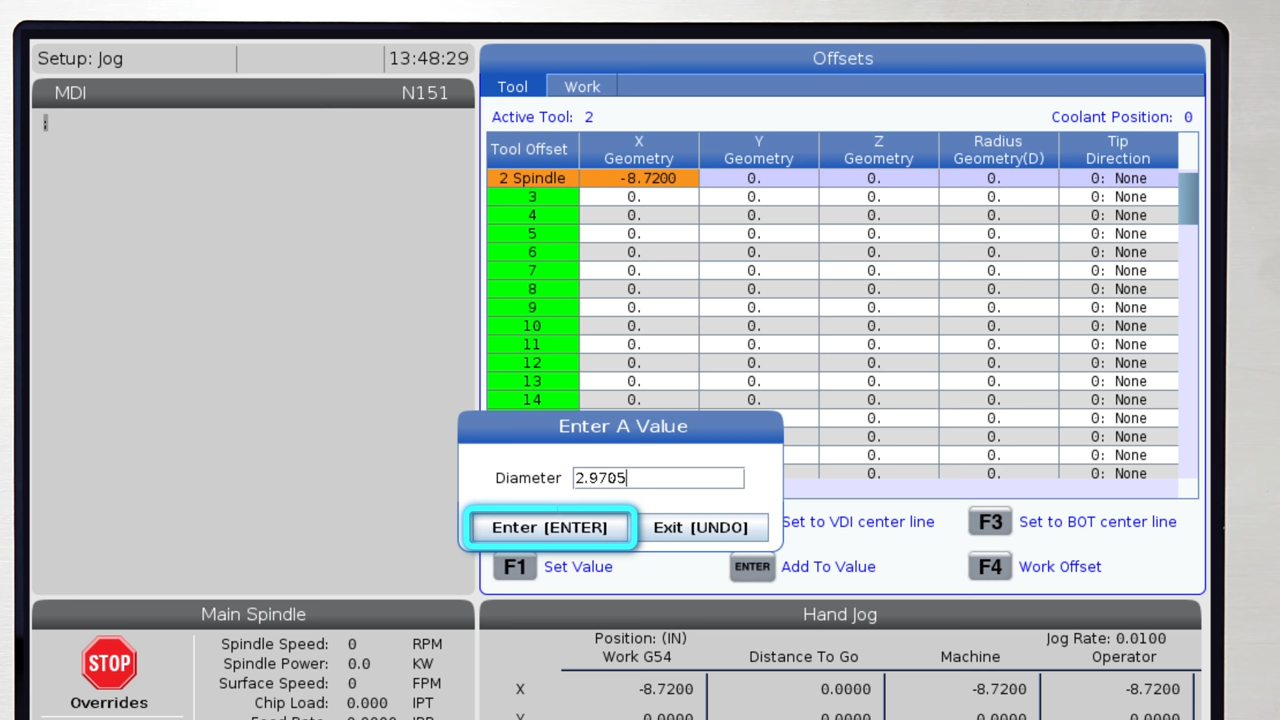 Setup: Jog 13:48:29
MDI N151
Offsets
Tool Work
Active Tool: 2 Coolant Position: 0
Tool Offset X Geometry Y Geometry Z Geometry Radius Geometry(D) Tip Direction
2 Spindle -8.7200 0. 0. 0. 0: None
3 0. 0. 0. 0. 0: None
4 0. 0. 0. 0. 0: None
5 0. 0. 0. 0. 0: None
6 0. 0. 0. 0. 0: None
7 0. 0. 0. 0. 0: None
8 0. 0. 0. 0. 0: None
9 0. 0. 0. 0. 0: None
10 0. 0. 0. 0. 0: None
11 0. 0. 0. 0. 0: None
12 0. 0. 0. 0. 0: None
13 0. 0. 0. 0. 0: None
14 0. 0. 0. 0. 0: None
0. 0. 0: None
0. 0. 0: None
0. 0. 0: None
0. 0. 0: None
Enter A Value
Diameter 2.9705
Enter [ENTER] Exit [UNDO]
Set to VDI center line F3 Set to BOT center line
F1 Set Value ENTER Add To Value F4 Work Offset
Main Spindle
STOP
Overrides
Spindle Speed: 0 RPM
Spindle Power: 0.0 KW
Surface Speed: 0 FPM
Chip Load: 0.000 IPT
Hand Jog
Position: (IN) Jog Rate: 0.0100
Work G54 Distance To Go Machine Operator
X -8.7200 0.0000 -8.7200 -8.7200